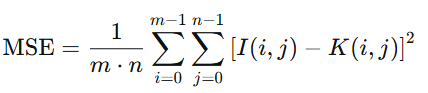 MSE = \frac{1}{m \cdot n} \sum_{i=0}^{m-1} \sum_{j=0}^{n-1} [I(i,j) - K(i,j)]^2